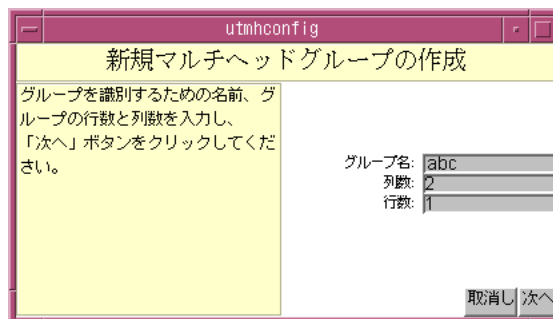 utmhconfig
新規マルチヘッドグループの作成
グループを識別するための名前、グ
ループの行数と列数を入力し、
「次へ」ボタンをクリックしてくだ
さい。
グループ名: abc
列数: 2
行数: 1
取消し 次へ